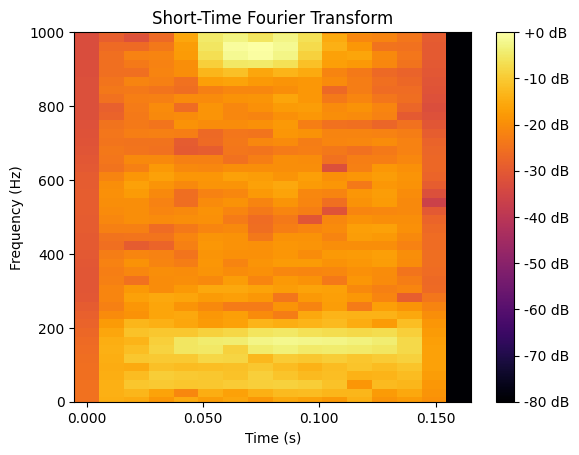 Short-Time Fourier Transform
1000
800
600
400
200
0
Frequency (Hz)
0.000
0.050
0.100
0.150
Time (s)
+0 dB
-10 dB
-20 dB
-30 dB
-40 dB
-50 dB
-60 dB
-70 dB
-80 dB